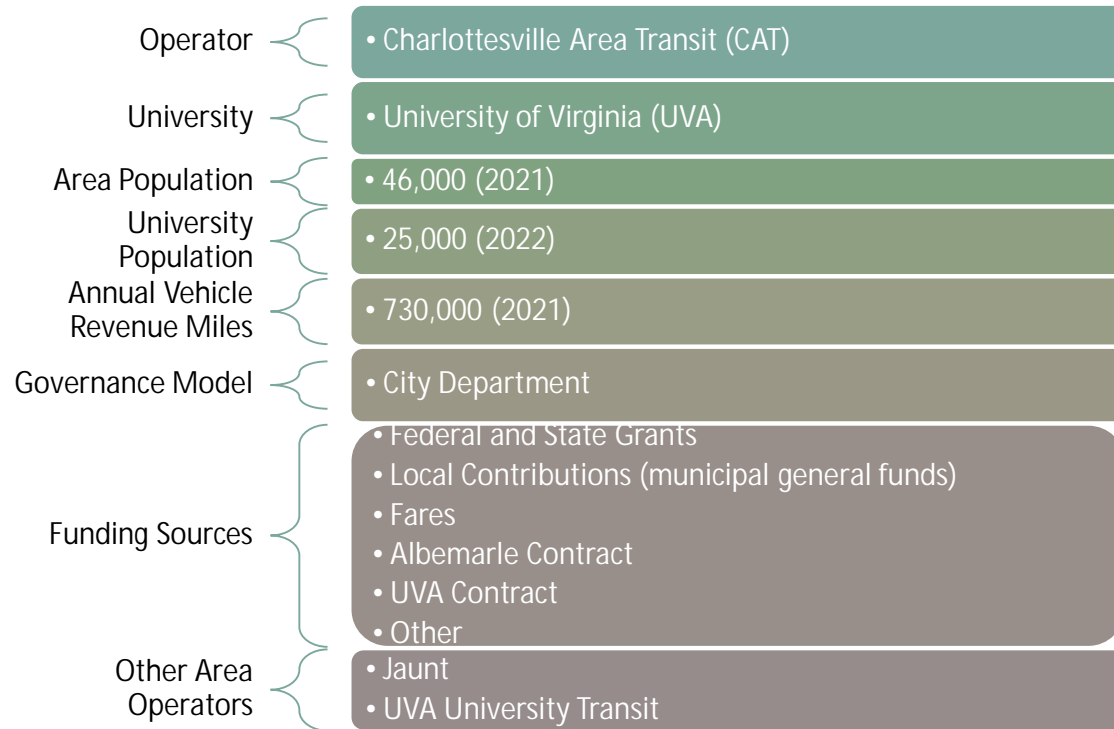 Operator
• Charlottesville Area Transit (CAT)
University
• University of Virginia (UVA)
Area Population
• 46,000 (2021)
University
Population
• 25,000 (2022)
Annual Vehicle
Revenue Miles
• 730,000 (2021)
Governance Model
• City Department
Funding Sources
• Federal and State Grants
• Local Contributions (municipal general funds)
• Fares
• Albemarle Contract
• UVA Contract
• Other
Other Area
Operators
• Jaunt
• UVA University Transit